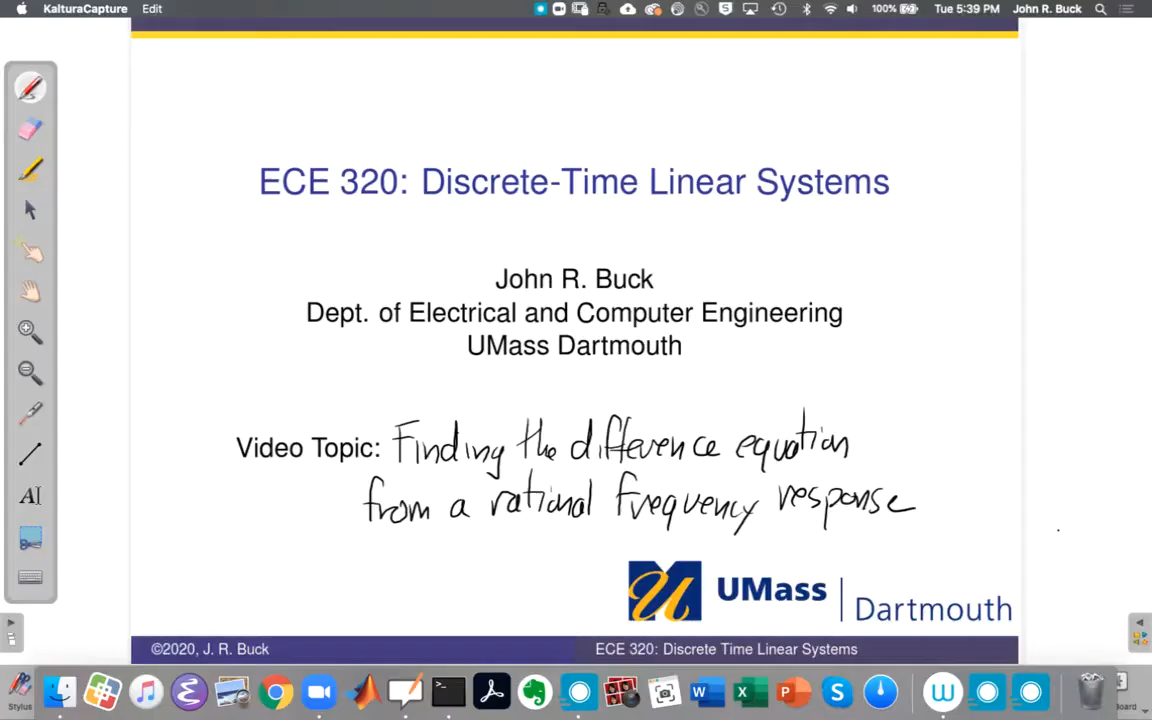 KalturaCapture Edit 100% Tue 5:39 PM John R. Buck
ECE 320: Discrete-Time Linear Systems
John R. Buck
Dept. of Electrical and Computer Engineering
UMass Dartmouth
Video Topic: Finding the difference equation
from a rational frequency response
UMass Dartmouth
©2020, J. R. Buck ECE 320: Discrete Time Linear Systems
Stylus